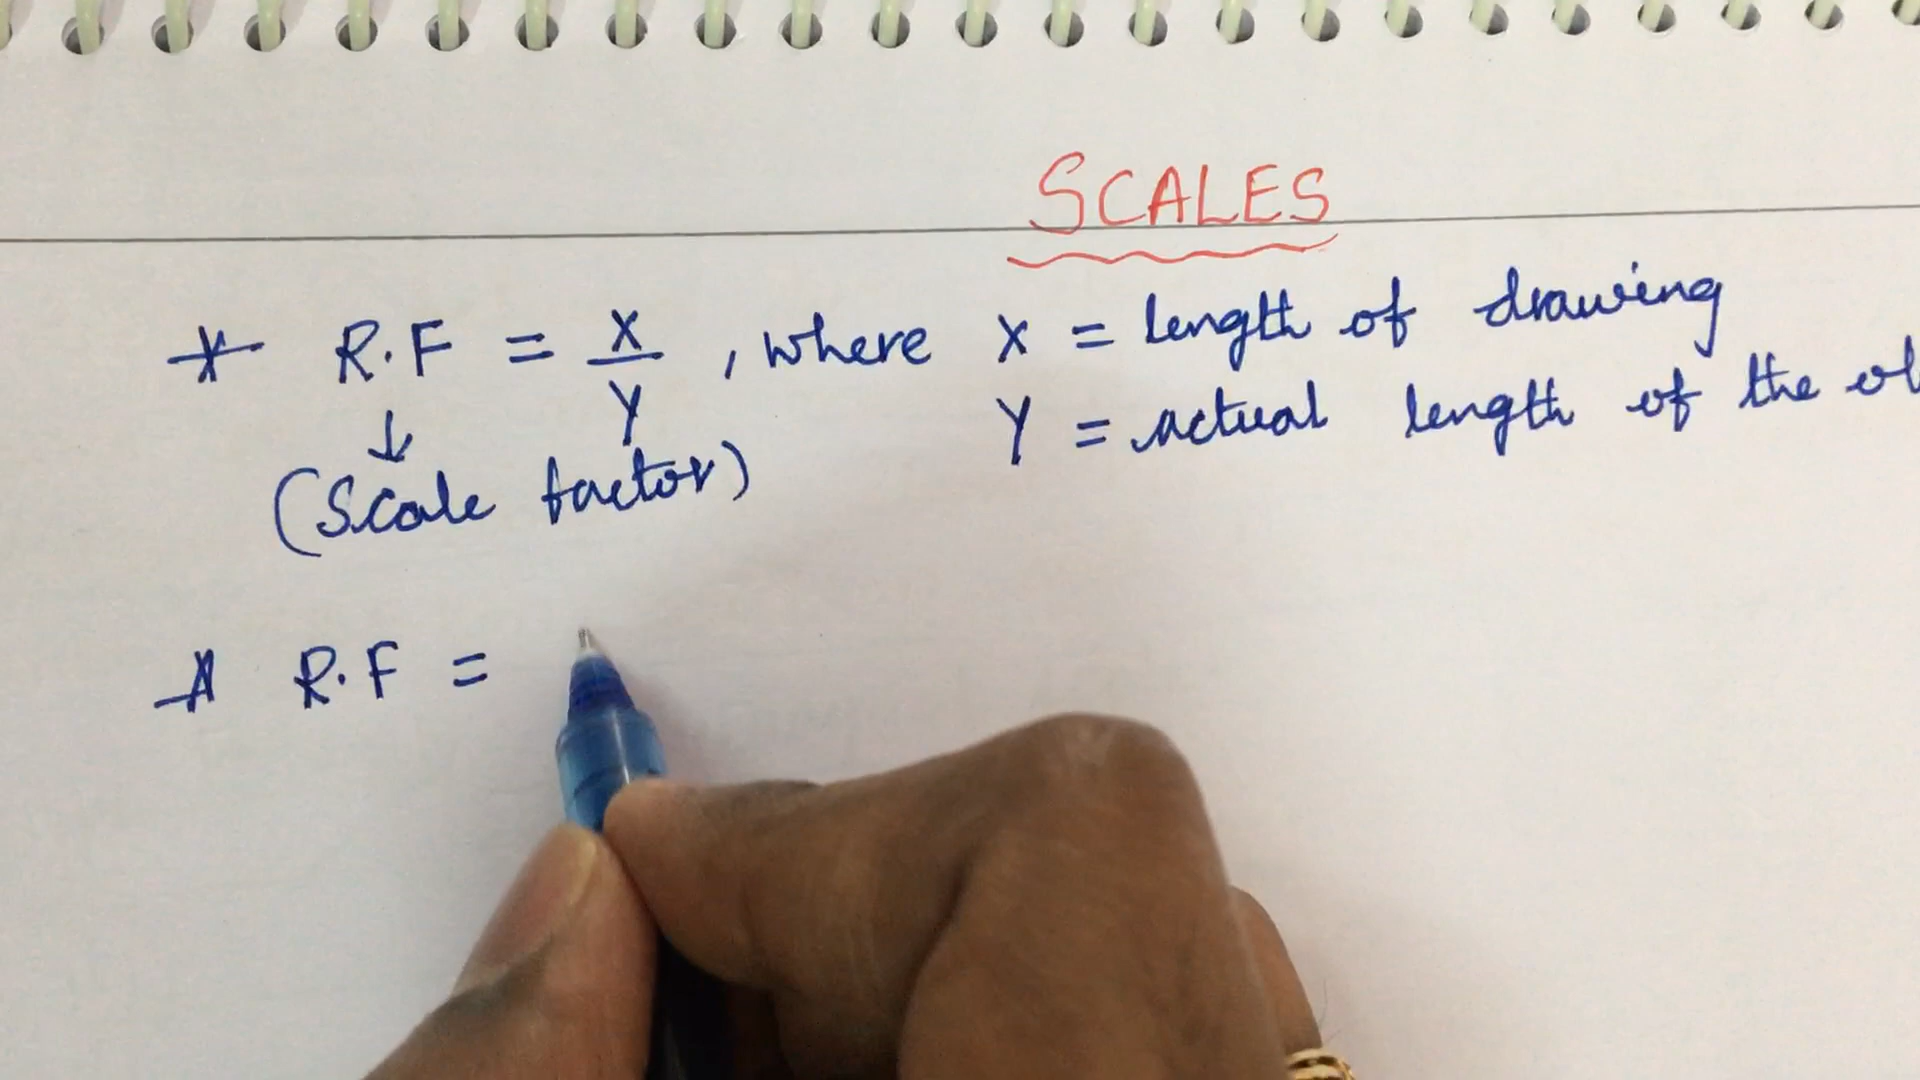 SCALES
* R.F = X/Y , where X = length of drawing
Y = actual length of the
↓
(Scale factor)
* R.F =